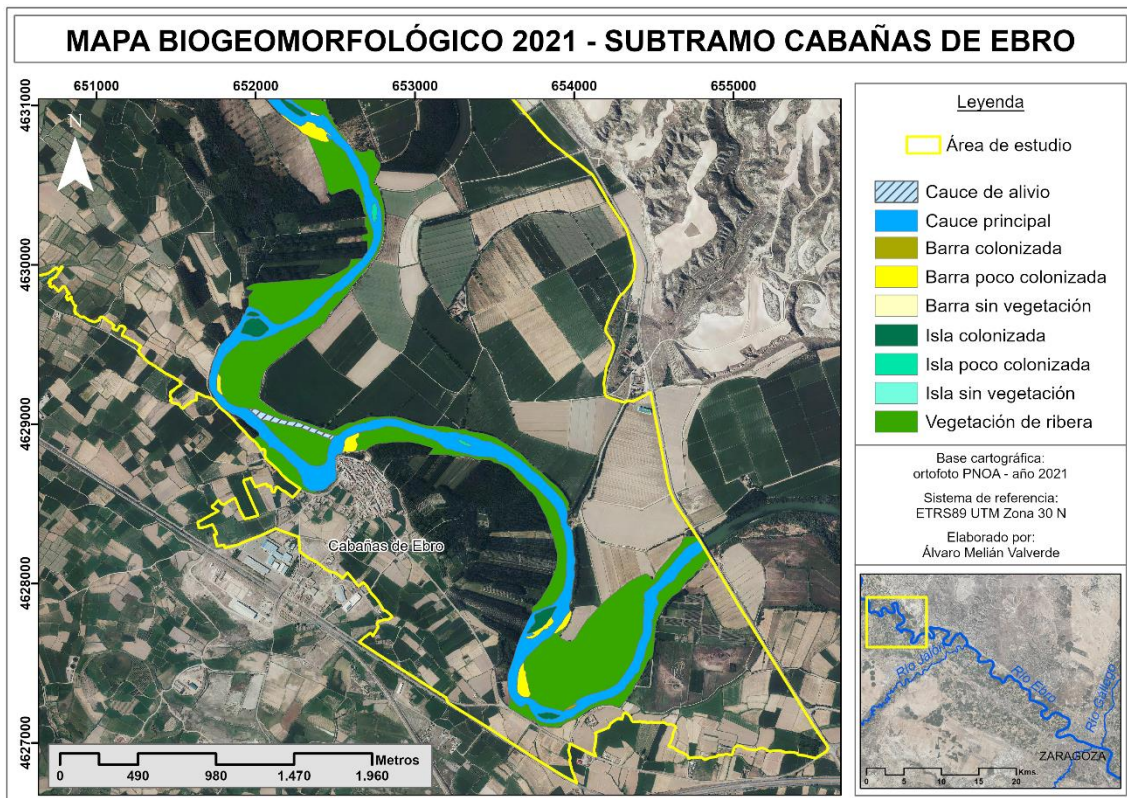 MAPA BIOGEOMORFOLÓGICO 2021 - SUBTRAMO CABAÑAS DE EBRO
651000 652000 653000 654000 655000
4631000
4630000
4629000
4628000
4627000
N
Cabañas de Ebro
Metros
0 490 980 1.470 1.960
Leyenda
Área de estudio
Cauce de alivio
Cauce principal
Barra colonizada
Barra poco colonizada
Barra sin vegetación
Isla colonizada
Isla poco colonizada
Isla sin vegetación
Vegetación de ribera
Base cartográfica:
ortofoto PNOA - año 2021
Sistema de referencia:
ETRS89 UTM Zona 30 N
Elaborado por:
Álvaro Melián Valverde
Río Jalón
Río Ebro
Río Gállego
ZARAGOZA
0 5 10 20
Kms